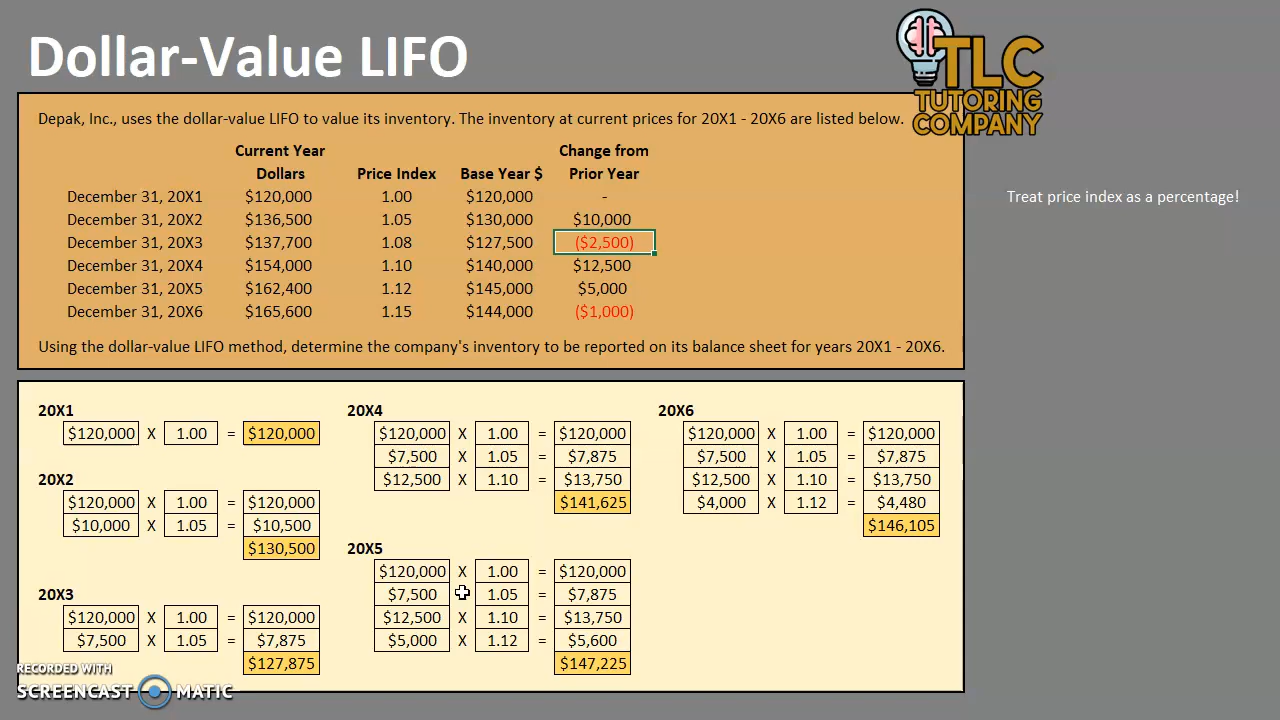 Dollar-Value LIFO
TLC
TUTORING
COMPANY
Depak, Inc., uses the dollar-value LIFO to value its inventory. The inventory at current prices for 20X1 - 20X6 are listed below.
Current Year Change from
Dollars Price Index Base Year $ Prior Year
December 31, 20X1 $120,000 1.00 $120,000 -
December 31, 20X2 $136,500 1.05 $130,000 $10,000
December 31, 20X3 $137,700 1.08 $127,500 ($2,500)
December 31, 20X4 $154,000 1.10 $140,000 $12,500
December 31, 20X5 $162,400 1.12 $145,000 $5,000
December 31, 20X6 $165,600 1.15 $144,000 ($1,000)
Using the dollar-value LIFO method, determine the company's inventory to be reported on its balance sheet for years 20X1 - 20X6.
Treat price index as a percentage!
20X1
$120,000 X 1.00 = $120,000
20X2
$120,000 X 1.00 = $120,000
$10,000 X 1.05 = $10,500
$130,500
20X3
$120,000 X 1.00 = $120,000
$7,500 X 1.05 = $7,875
$127,875
20X4
$120,000 X 1.00 = $120,000
$7,500 X 1.05 = $7,875
$12,500 X 1.10 = $13,750
$141,625
20X5
$120,000 X 1.00 = $120,000
$7,500 1.05 = $7,875
$12,500 X 1.10 = $13,750
$5,000 X 1.12 = $5,600
$147,225
20X6
$120,000 X 1.00 = $120,000
$7,500 X 1.05 = $7,875
$12,500 X 1.10 = $13,750
$4,000 X 1.12 = $4,480
$146,105
RECORDED WITH
SCREENCAST MATIC